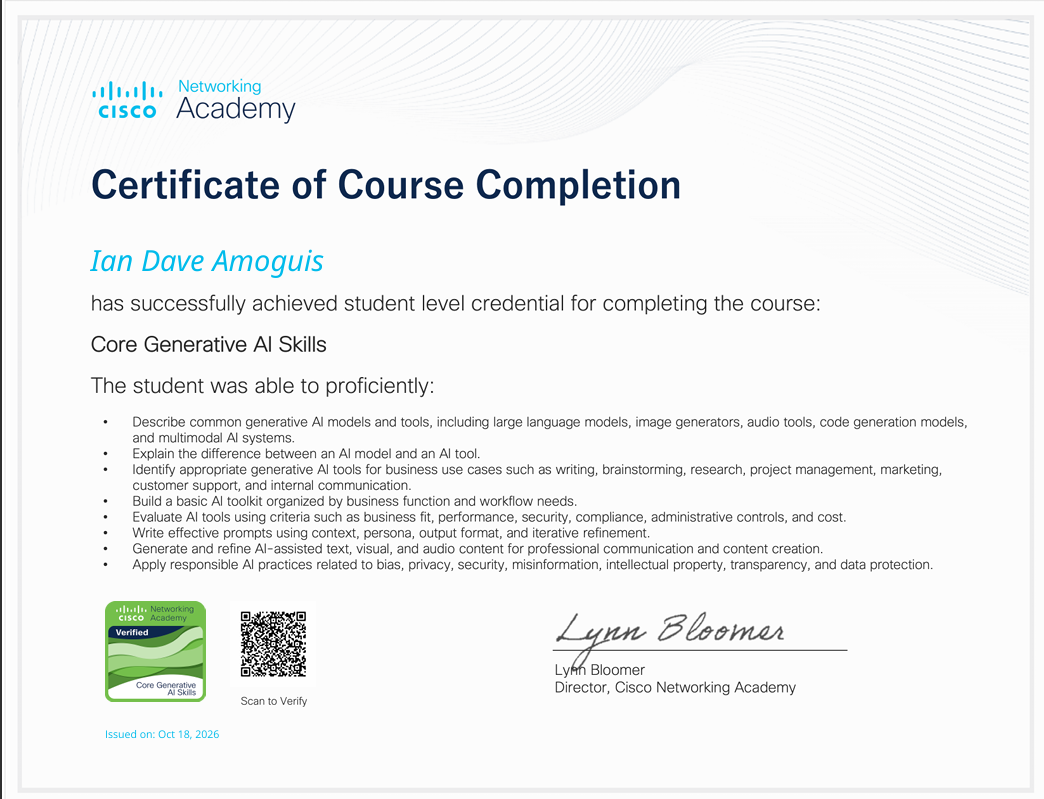 Networking
CISCO Academy
Certificate of Course Completion
Ian Dave Amoguis
has successfully achieved student level credential for completing the course:
Core Generative AI Skills
The student was able to proficiently:
• Describe common generative AI models and tools, including large language models, image generators, audio tools, code generation models,
and multimodal AI systems.
• Explain the difference between an AI model and an AI tool.
• Identify appropriate generative AI tools for business use cases such as writing, brainstorming, research, project management, marketing,
customer support, and internal communication.
• Build a basic AI toolkit organized by business function and workflow needs.
• Evaluate AI tools using criteria such as business fit, performance, security, compliance, administrative controls, and cost.
• Write effective prompts using context, persona, output format, and iterative refinement.
• Generate and refine AI-assisted text, visual, and audio content for professional communication and content creation.
• Apply responsible AI practices related to bias, privacy, security, misinformation, intellectual property, transparency, and data protection.
Networking
CISCO Academy
Verified
Core Generative
AI Skills
Scan to Verify
Lynn Bloomer
Lynn Bloomer
Director, Cisco Networking Academy
Issued on: Oct 18, 2026